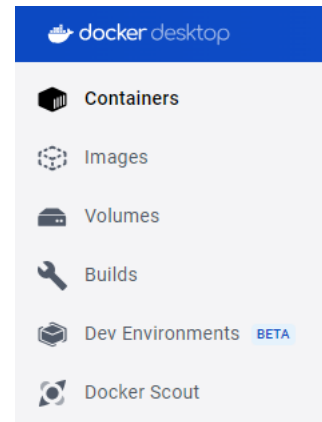 docker desktop
Containers
Images
Volumes
Builds
Dev Environments BETA
Docker Scout